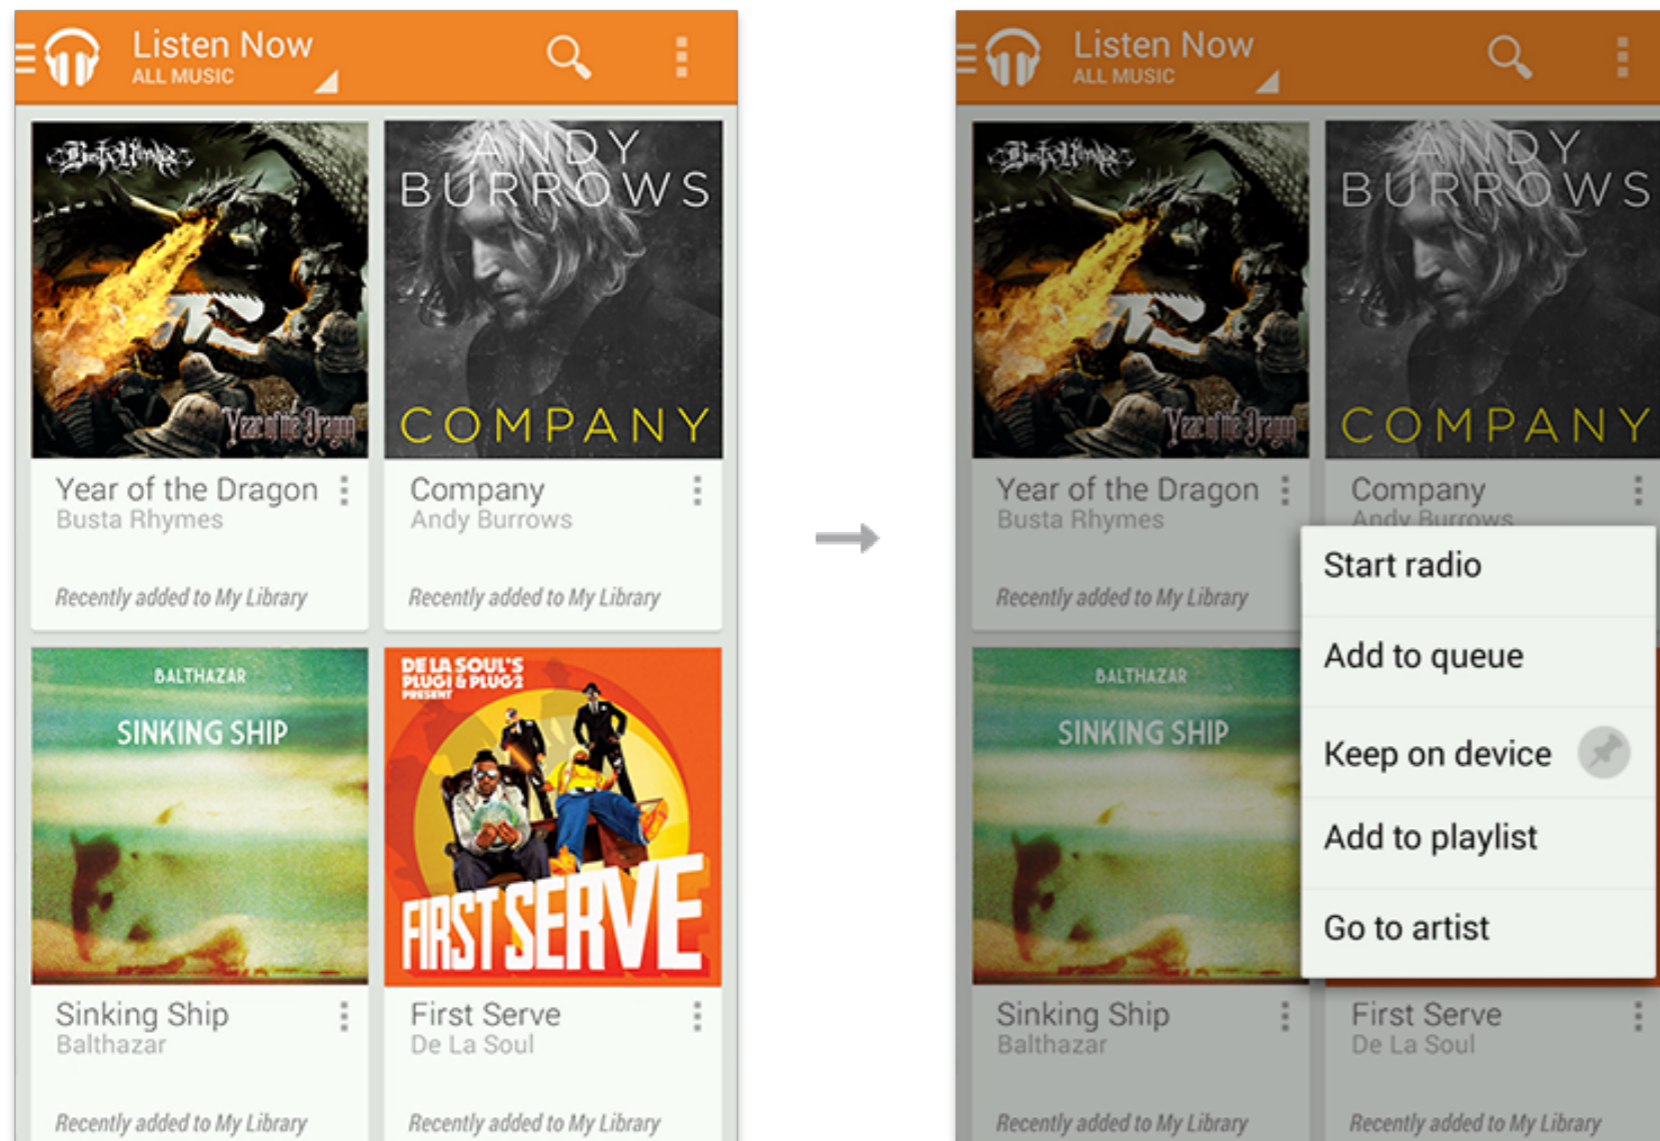 Listen Now
ALL MUSIC
Busta Rhymes
Year of the Dragon
ANDY
BURROWS
COMPANY
Year of the Dragon
Busta Rhymes
Recently added to My Library
Company
Andy Burrows
Recently added to My Library
BALTHAZAR
SINKING SHIP
DE LA SOUL'S
PLUG1 & PLUG2
PRESENT
FIRST SERVE
Sinking Ship
Balthazar
Recently added to My Library
First Serve
De La Soul
Recently added to My Library
Listen Now
ALL MUSIC
Busta Rhymes
Year of the Dragon
ANDY
BURROWS
COMPANY
Year of the Dragon
Busta Rhymes
Recently added to My Library
Company
Andy Burrows
Start radio
Add to queue
Keep on device
Add to playlist
Go to artist
BALTHAZAR
SINKING SHIP
Sinking Ship
Balthazar
Recently added to My Library
First Serve
De La Soul
Recently added to My Library